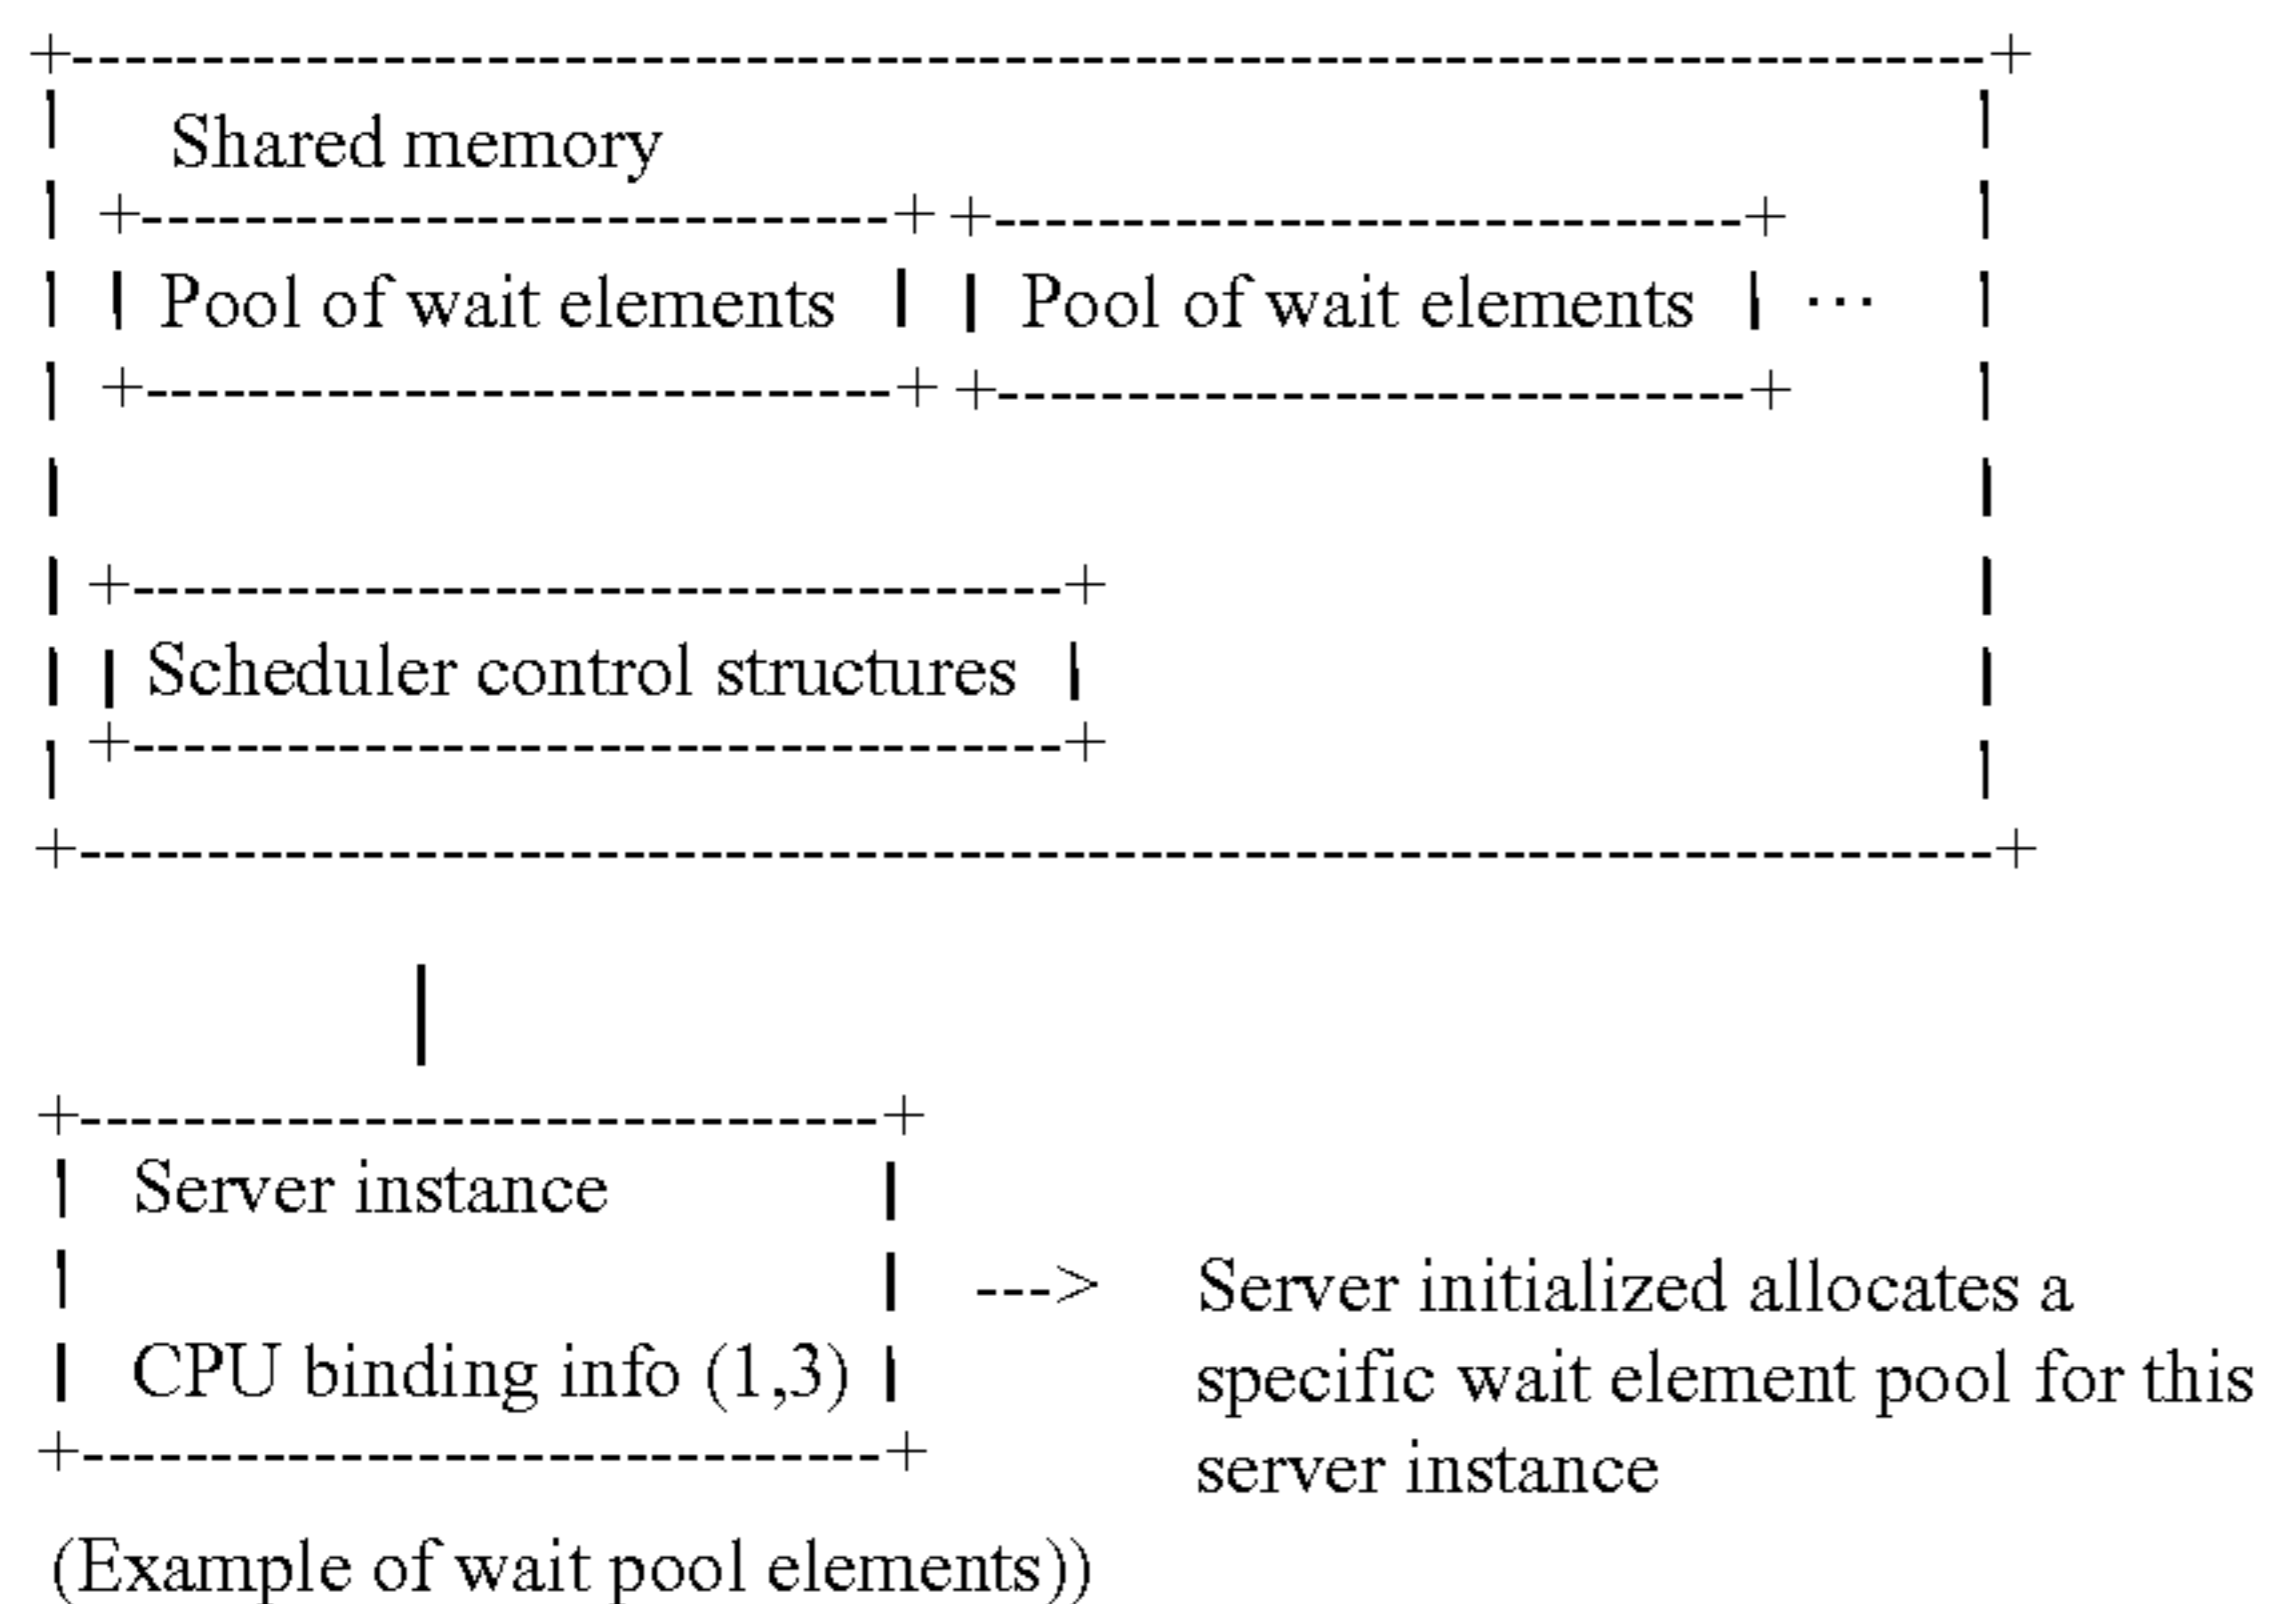 +--------------------------------------------------------------------------+
| Shared memory |
| +-----------------------------+ +-----------------------------+ |
| | Pool of wait elements | | Pool of wait elements | ... |
| +-----------------------------+ +-----------------------------+ |
| |
| +------------------------------------+ |
| | Scheduler control structures | |
| +------------------------------------+ |
+--------------------------------------------------------------------------+
|
+-------------------------------+
| Server instance |
| | ---> Server initialized allocates a
| CPU binding info (1,3) | specific wait element pool for this
+-------------------------------+ server instance
(Example of wait pool elements))